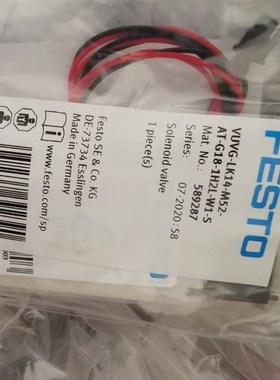 FESTO
VUVG-LK14-M52-
AT-G18-1H2L-W1-S
Mat. No.: 589287
Series: 07-2020:58
Solenoid valve
1 piece(s)
Festo SE & Co. KG
DE-73734 Esslingen
Made in Germany
www.festo.com/sp